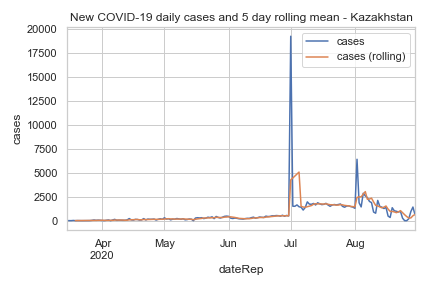 New COVID-19 daily cases and 5 day rolling mean - Kazakhstan
cases
cases (rolling)
20000
17500
15000
12500
10000
7500
5000
2500
0
cases
Apr
2020
May
Jun
Jul
Aug
dateRep